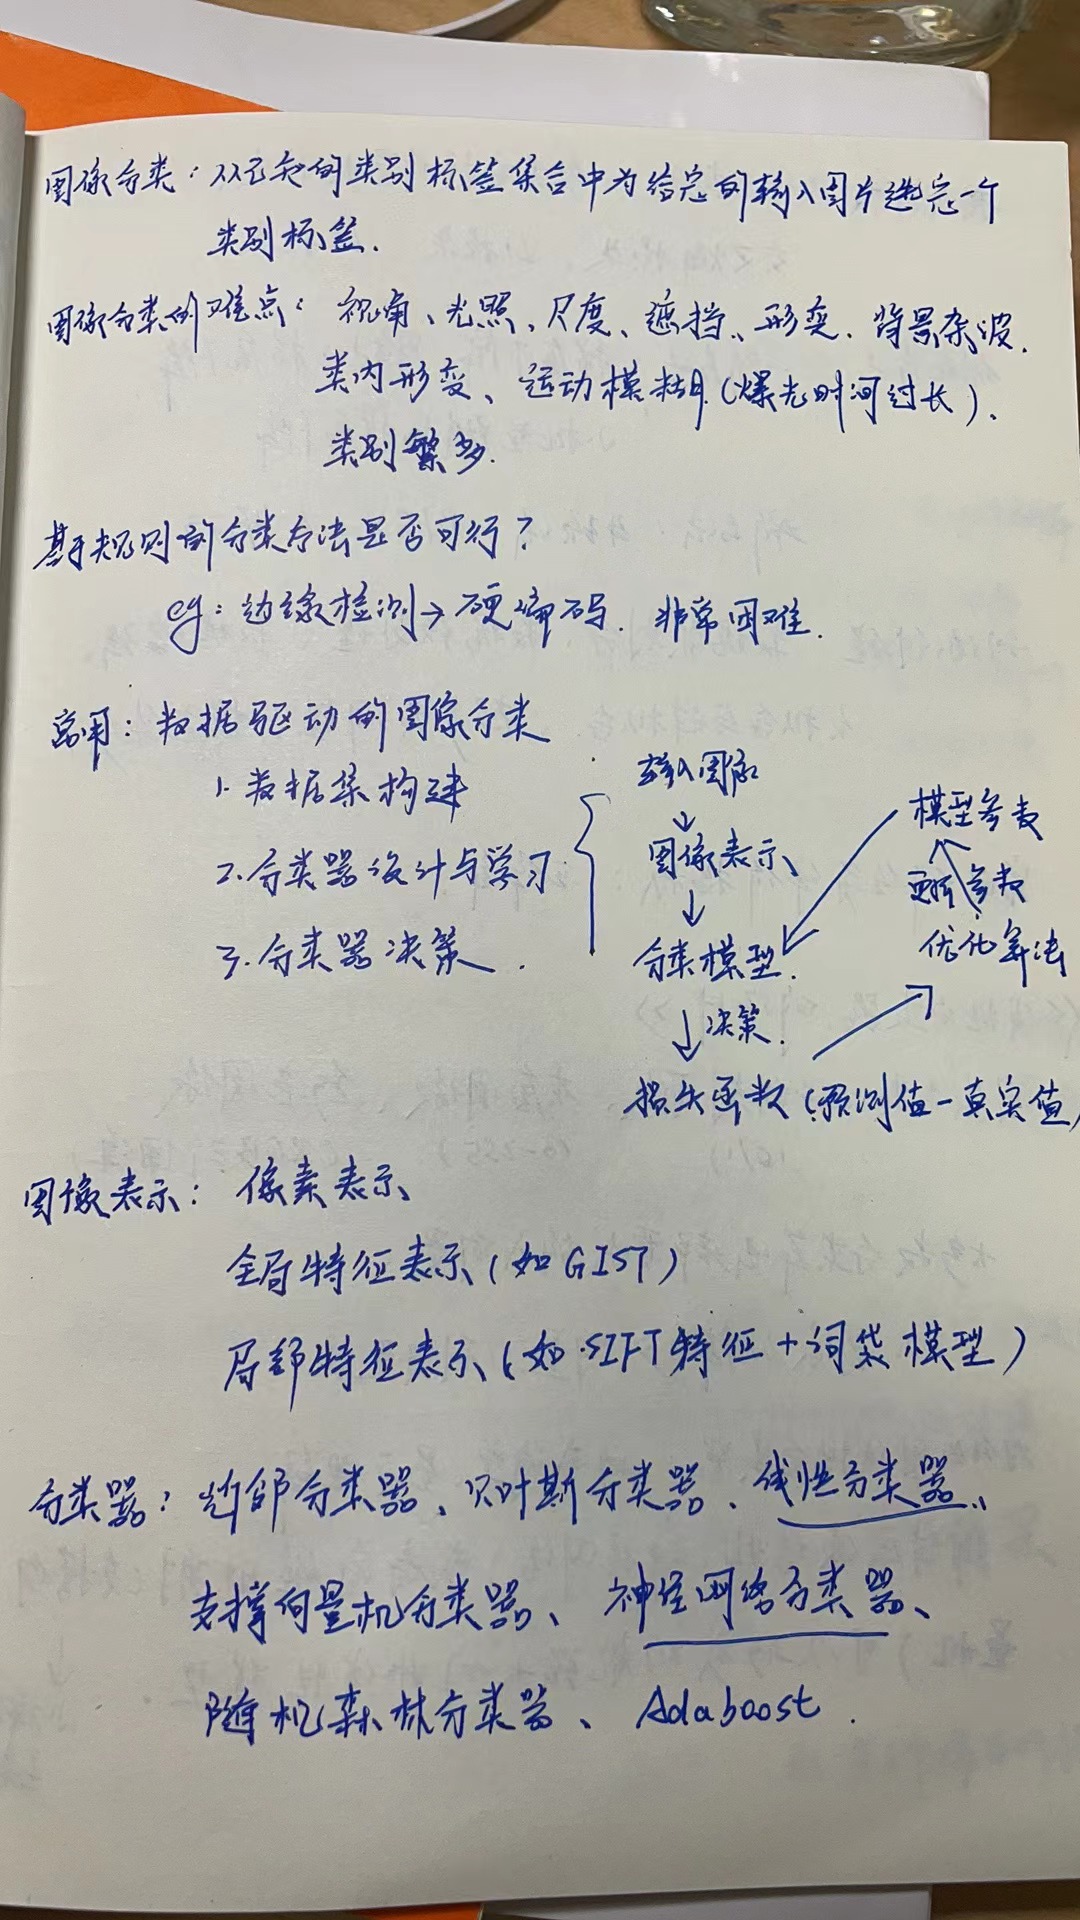 图像分类：从已知的类别标签集合中为给定的输入图片选定一个
类别标签.
图像分类的难点：视角、光照、尺度、遮挡、形变、背景杂波、
类内形变、运动模糊（爆光时间过长）、
类别繁多.
基于规则的分类方法是否可行？
eg：边缘检测→硬编码. 非常困难.
常用：数据驱动的图像分类
1. 数据集构建
2. 分类器设计与学习
3. 分类器决策.
输入图像
↓
图像表示
↓
分类模型.
↓决策.
损失函数（预测值-真实值）
模型参数
参数
优化算法
图像表示：像素表示
全局特征表示（如GIST）
局部特征表示（如SIFT特征+词袋模型）
分类器：近邻分类器、贝叶斯分类器、线性分类器、
支撑向量机分类器、神经网络分类器、
随机森林分类器、Adaboost.